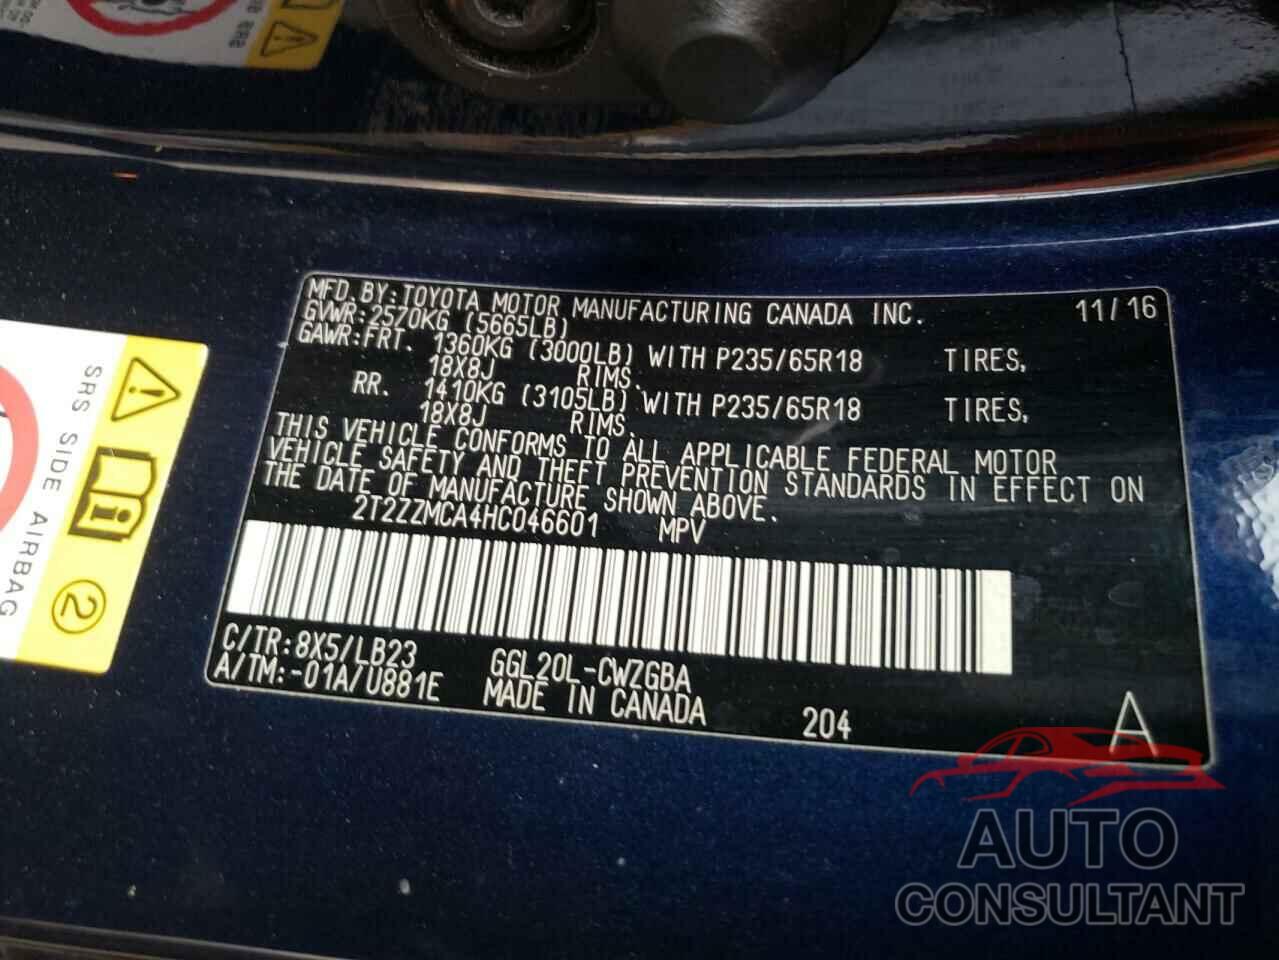 MFD.BY:TOYOTA MOTOR MANUFACTURING CANADA INC. 11/16
GVWR:2570KG (5665LB)
GAWR:FRT. 1360KG (3000LB) WITH P235/65R18 TIRES,
18X8J RIMS.
RR. 1410KG (3105LB) WITH P235/65R18 TIRES,
18X8J RIMS.
THIS VEHICLE CONFORMS TO ALL APPLICABLE FEDERAL MOTOR
VEHICLE SAFETY AND THEFT PREVENTION STANDARDS IN EFFECT ON
THE DATE OF MANUFACTURE SHOWN ABOVE.
2T2ZZMCA4HC046601 MPV
C/TR:8X5/LB23 GGL20L-CWZGBA
A/TM:-01A/U881E MADE IN CANADA 204 A
SRS SIDE AIRBAG
2
AUTO
CONSULTANT